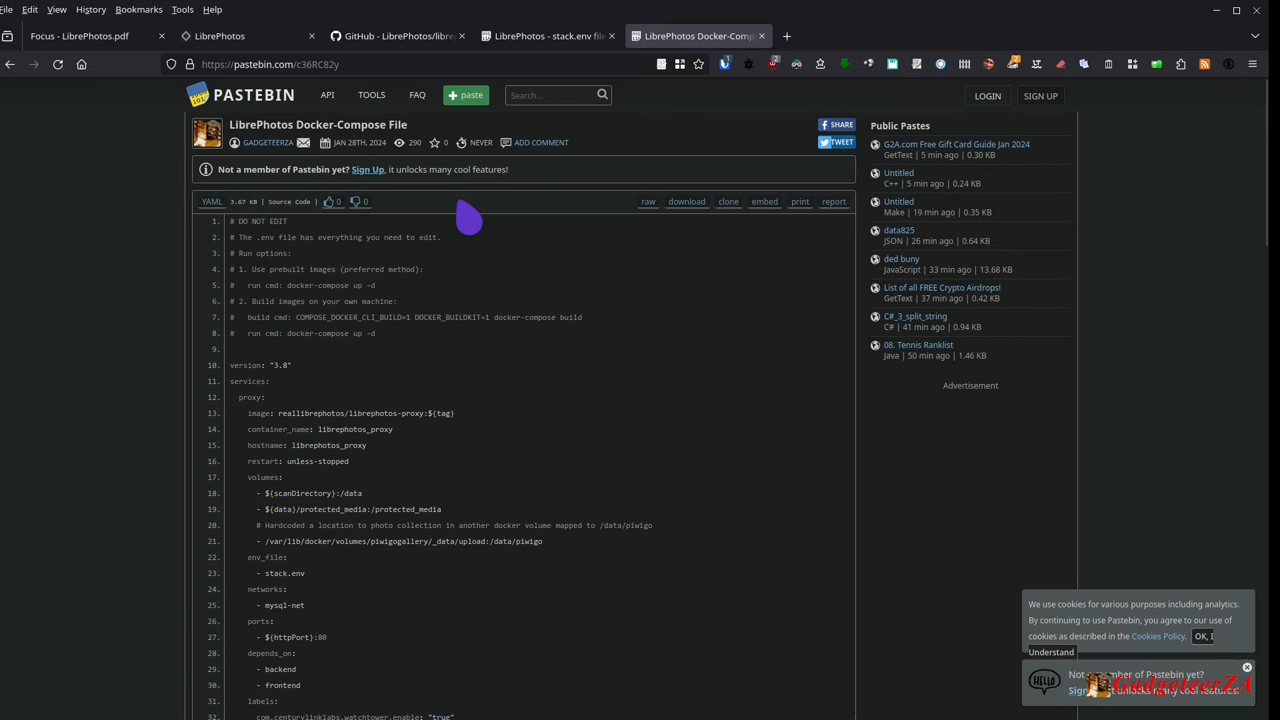 File Edit View History Bookmarks Tools Help
Focus - LibrePhotos.pdf
LibrePhotos
GitHub - LibrePhotos/libre
LibrePhotos - stack.env file
LibrePhotos Docker-Comp
https://pastebin.com/c36RC82y
PASTEBIN
API TOOLS FAQ + paste Search...
LOGIN SIGN UP
LibrePhotos Docker-Compose File
GADGETEERZA JAN 28TH, 2024 290 0 NEVER ADD COMMENT
SHARE
TWEET
Not a member of Pastebin yet? Sign Up, it unlocks many cool features!
YAML 3.67 KB | Source Code | 0 0
raw download clone embed print report
1. # DO NOT EDIT
2. # The .env file has everything you need to edit.
3. # Run options:
4. # 1. Use prebuilt images (preferred method):
5. #   run cmd: docker-compose up -d
6. # 2. Build images on your own machine:
7. #   build cmd: COMPOSE_DOCKER_CLI_BUILD=1 DOCKER_BUILDKIT=1 docker-compose build
8. #   run cmd: docker-compose up -d
9.
10. version: "3.8"
11. services:
12.   proxy:
13.     image: reallibrephotos/librephotos-proxy:${tag}
14.     container_name: librephotos_proxy
15.     hostname: librephotos_proxy
16.     restart: unless-stopped
17.     volumes:
18.       - ${scanDirectory}:/data
19.       - ${data}/protected_media:/protected_media
20.       # Hardcoded a location to photo collection in another docker volume mapped to /data/piwigo
21.       - /var/lib/docker/volumes/piwigogallery/_data/upload:/data/piwigo
22.     env_file:
23.       - stack.env
24.     networks:
25.       - mysql-net
26.     ports:
27.       - ${httpPort}:80
28.     depends_on:
29.       - backend
30.       - frontend
31.     labels:
32.       com.centurylinklabs.watchtower.enable: "true"
Public Pastes
G2A.com Free Gift Card Guide Jan 2024
GetText | 5 min ago | 0.30 KB
Untitled
C++ | 5 min ago | 0.24 KB
Untitled
Make | 19 min ago | 0.35 KB
data825
JSON | 26 min ago | 0.64 KB
ded buny
JavaScript | 33 min ago | 13.68 KB
List of all FREE Crypto Airdrops!
GetText | 37 min ago | 0.42 KB
C#_3_split_string
C# | 41 min ago | 0.94 KB
08. Tennis Ranklist
Java | 50 min ago | 1.46 KB
Advertisement
We use cookies for various purposes including analytics.
By continuing to use Pastebin, you agree to our use of
cookies as described in the Cookies Policy. OK, I
Understand
HELLO
Not a member of Pastebin yet?
Sign unlocks many cool features!
GadgeteerZA